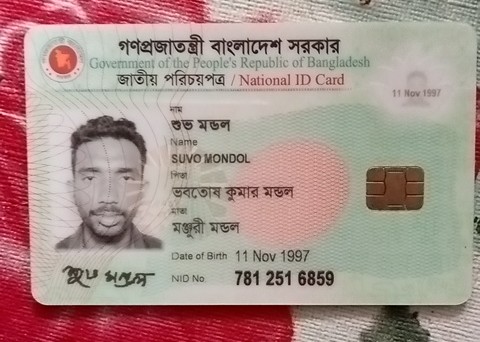 গণপ্রজাতন্ত্রী বাংলাদেশ সরকার
Government of the People's Republic of Bangladesh
জাতীয় পরিচয়পত্র / National ID Card
11 Nov 1997
নাম
শুভ মন্ডল
Name
SUVO MONDOL
পিতা
ভবতোষ কুমার মন্ডল
মাতা
মঞ্জুরী মন্ডল
Date of Birth 11 Nov 1997
NID No. 781 251 6859
শুভ মন্ডল